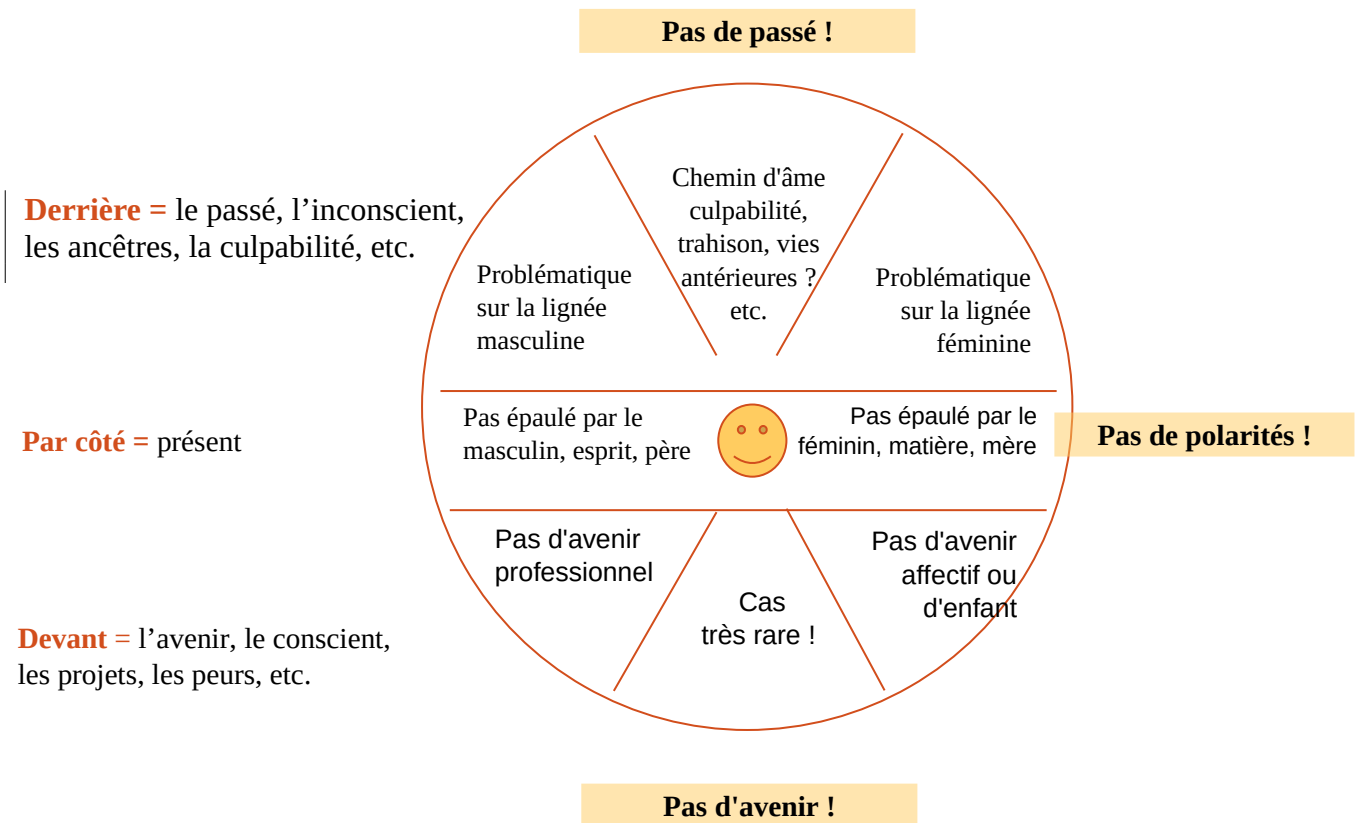 Pas de passé !
Derrière = le passé, l’inconscient,
les ancêtres, la culpabilité, etc.
Chemin d'âme
culpabilité,
trahison, vies
antérieures ?
etc.
Problématique
sur la lignée
masculine
Problématique
sur la lignée
féminine
Par côté = présent
Pas épaulé par le
masculin, esprit, père
Pas épaulé par le
féminin, matière, mère
Pas de polarités !
Devant = l’avenir, le conscient,
les projets, les peurs, etc.
Pas d'avenir
professionnel
Cas
très rare !
Pas d'avenir
affectif ou
d'enfant
Pas d'avenir !